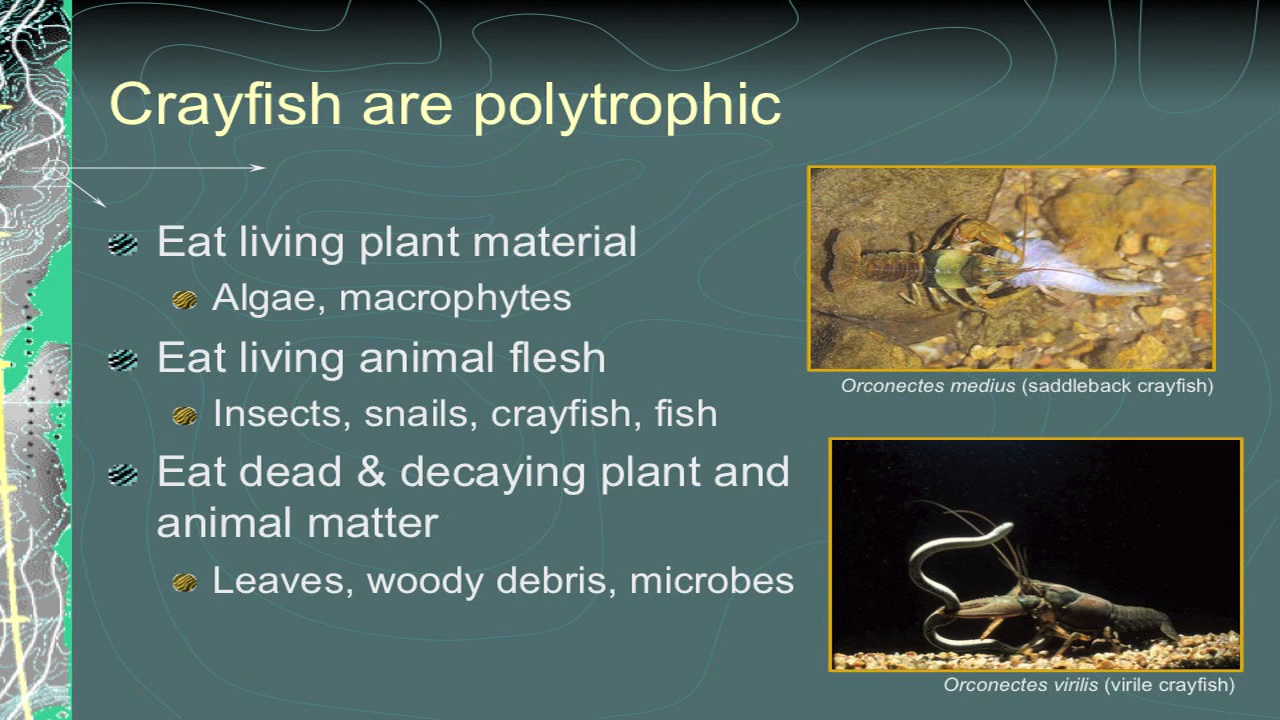 Crayfish are polytrophic
Eat living plant material
Algae, macrophytes
Eat living animal flesh
Insects, snails, crayfish, fish
Eat dead & decaying plant and
animal matter
Leaves, woody debris, microbes
Orconectes medius (saddleback crayfish)
Orconectes virilis (virile crayfish)